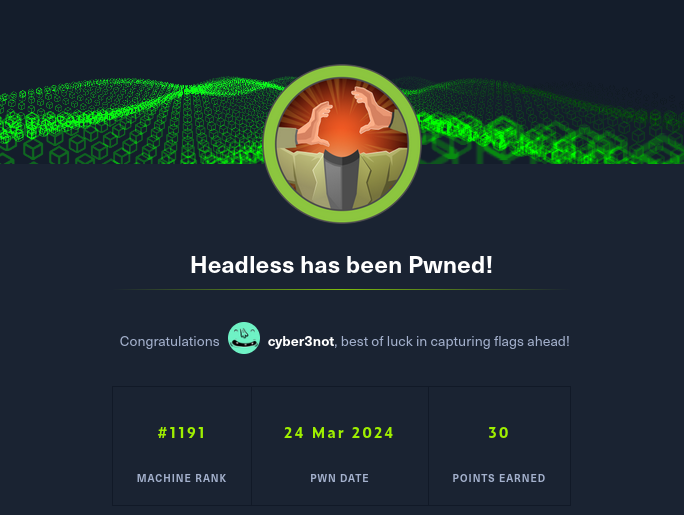 Headless has been Pwned!
Congratulations cyber3not, best of luck in capturing flags ahead!
#1191 24 Mar 2024 30
MACHINE RANK PWN DATE POINTS EARNED